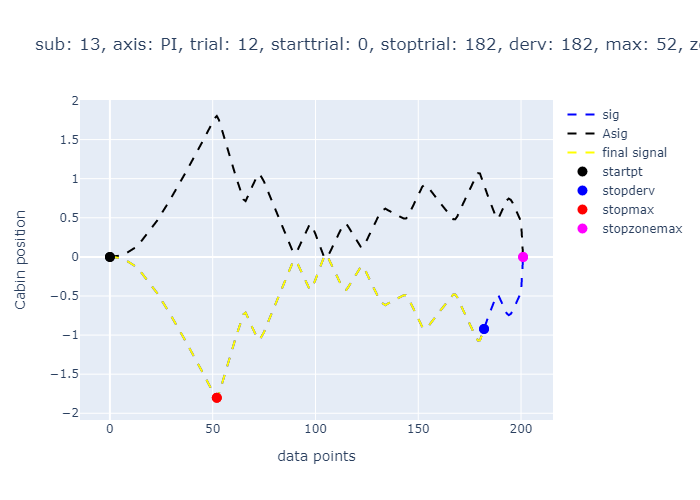 sub: 13, axis: PI, trial: 12, starttrial: 0, stoptrial: 182, derv: 182, max: 52,
2
1.5
1
0.5
0
−0.5
−1
−1.5
−2
Cabin position
0
50
100
150
200
data points
sig
Asig
final signal
startpt
stopderv
stopmax
stopzonemax